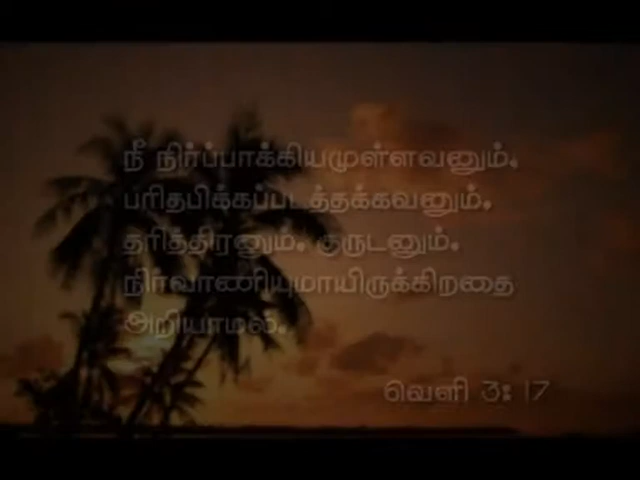 நீ நிர்ப்பாக்கியமுள்ளவனும்,
பரிதபிக்கப்படத்தக்கவனும்,
தரித்திரனும், குருடனும்,
நிர்வாணியுமாயிருக்கிறதை
அறியாமல்,
வெளி 3: 17